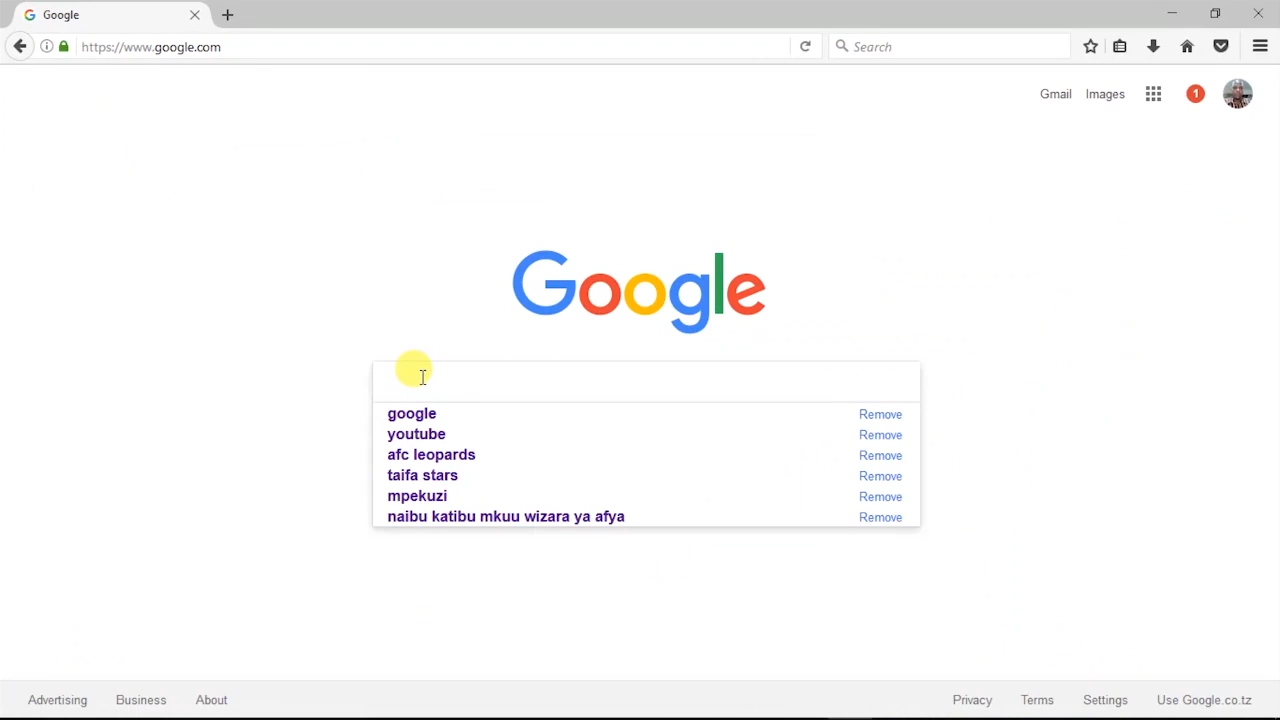 Google
https://www.google.com
Search
Gmail Images 1
Google
google Remove
youtube Remove
afc leopards Remove
taifa stars Remove
mpekuzi Remove
naibu katibu mkuu wizara ya afya Remove
Advertising Business About Privacy Terms Settings Use Google.co.tz